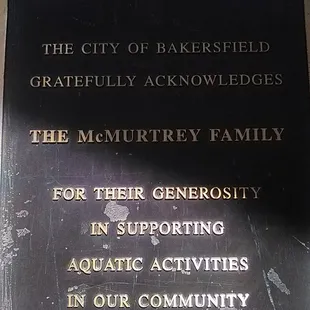 THE CITY OF BAKERSFIELD
GRATEFULLY ACKNOWLEDGES
THE McMURTREY FAMILY
FOR THEIR GENEROSITY
IN SUPPORTING
AQUATIC ACTIVITIES
IN OUR COMMUNITY